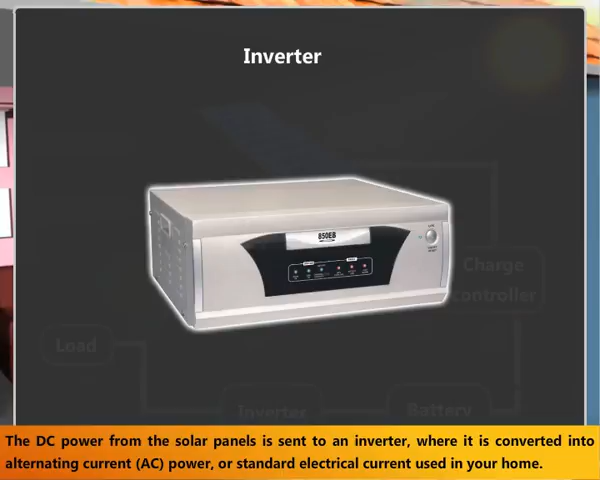 Inverter
850EB
Charge
controller
Load
Inverter
Battery
The DC power from the solar panels is sent to an inverter, where it is converted into
alternating current (AC) power, or standard electrical current used in your home.